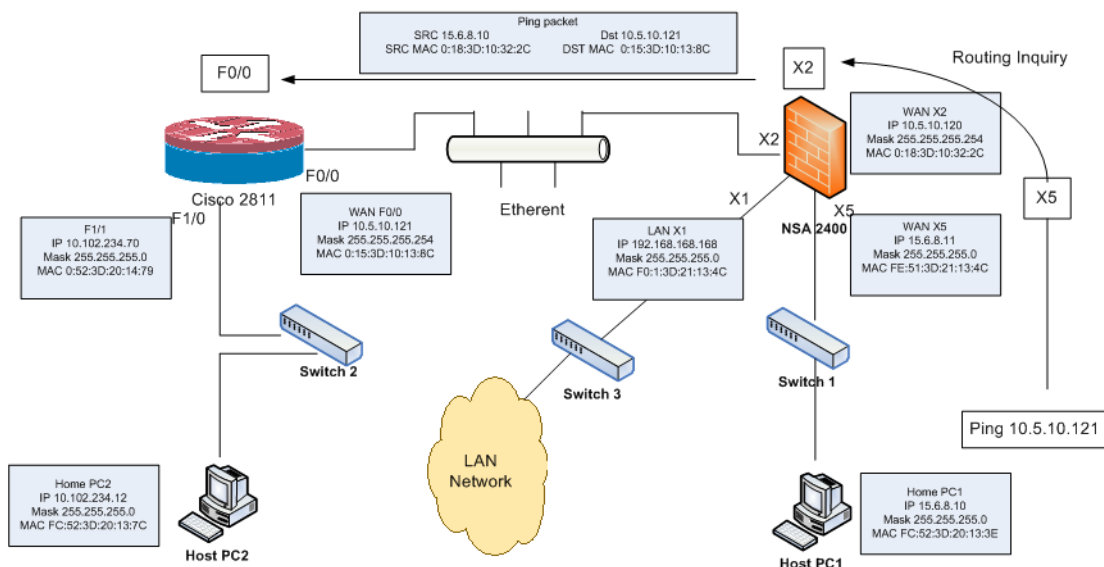 Ping packet
SRC 15.6.8.10 Dst 10.5.10.121
SRC MAC 0:18:3D:10:32:2C DST MAC 0:15:3D:10:13:8C
F0/0
X2
Routing Inquiry
WAN X2
IP 10.5.10.120
Mask 255.255.255.254
MAC 0:18:3D:10:32:2C
X2
F0/0
Cisco 2811
F1/0
Etherent
X1
X5
NSA 2400
X5
F1/1
IP 10.102.234.70
Mask 255.255.255.0
MAC 0:52:3D:20:14:79
WAN F0/0
IP 10.5.10.121
Mask 255.255.255.254
MAC 0:15:3D:10:13:8C
LAN X1
IP 192.168.168.168
Mask 255.255.255.0
MAC F0:1:3D:21:13:4C
WAN X5
IP 15.6.8.11
Mask 255.255.255.0
MAC FE:51:3D:21:13:4C
Switch 2
Switch 3
Switch 1
Ping 10.5.10.121
LAN
Network
Home PC2
IP 10.102.234.12
Mask 255.255.255.0
MAC FC:52:3D:20:13:7C
Host PC2
Home PC1
IP 15.6.8.10
Mask 255.255.255.0
MAC FC:52:3D:20:13:3E
Host PC1